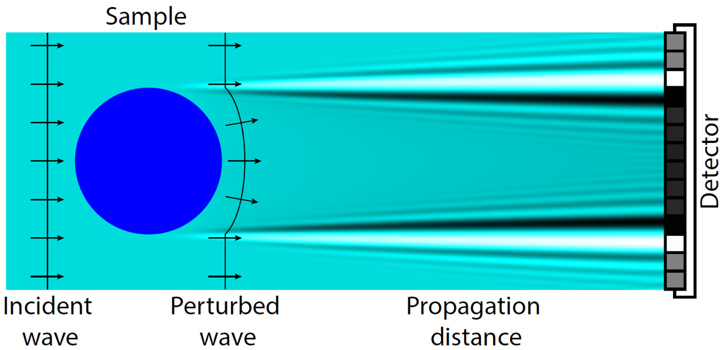 Sample
Detector
Incident
wave
Perturbed
wave
Propagation
distance